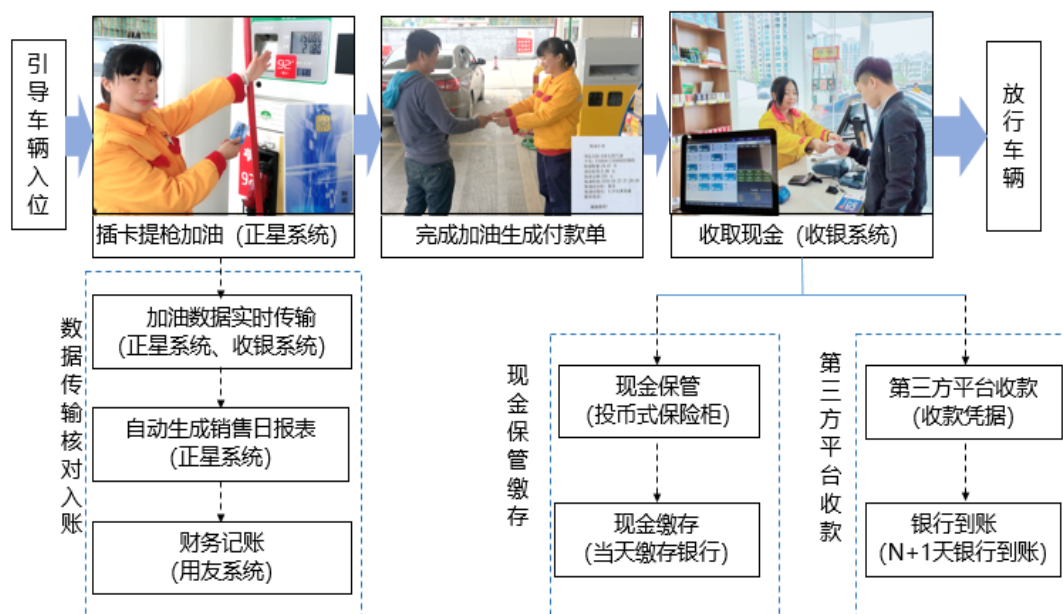 引导车辆入位
92
插卡提枪加油（正星系统）
完成加油生成付款单
收取现金（收银系统）
放行车辆
数据传输核对入账
加油数据实时传输
(正星系统、收银系统)
自动生成销售日报表
(正星系统)
财务记账
(用友系统)
现金保管缴存
现金保管
(投币式保险柜)
现金缴存
(当天缴存银行)
第三方平台收款
第三方平台收款
(收款凭据)
银行到账
(N+1天银行到账)